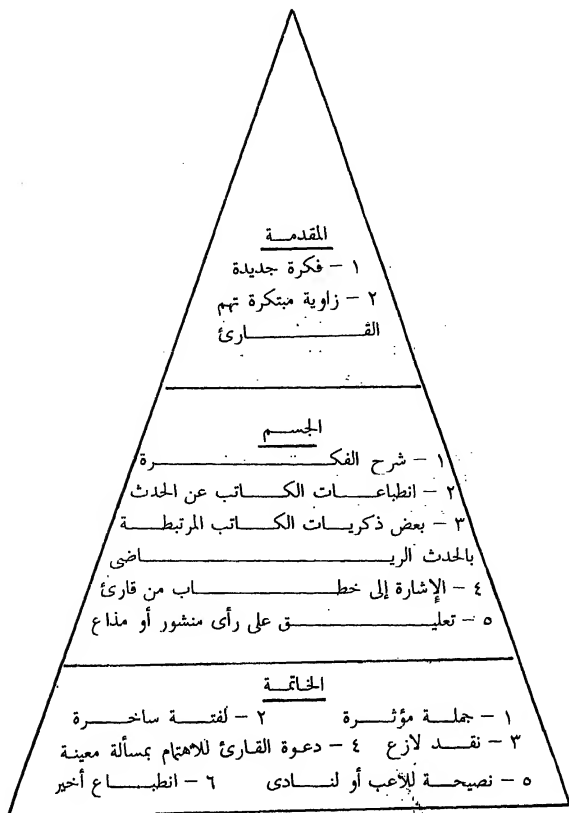 المقدمة
١ - فكرة جديدة
٢ - زاوية مبتكرة تهم
القارئ
الجسم
١ - شرح الفكرة
٢ - انطباعات الكاتب عن الحدث
٣ - بعض ذكريات الكاتب المرتبطة
بالحدث الرياضى
٤ - الإشارة إلى خطاب من قارئ
٥ - تعليق على رأى منشور أو مذاع
الخاتمة
١ - جملة مؤثرة ٢ - لفتة ساخرة
٣ - نقد لازع ٤ - دعوة القارئ للاهتمام بمسألة معينة
٥ - نصيحة للاعب أو لنادى ٦ - انطباع أخير